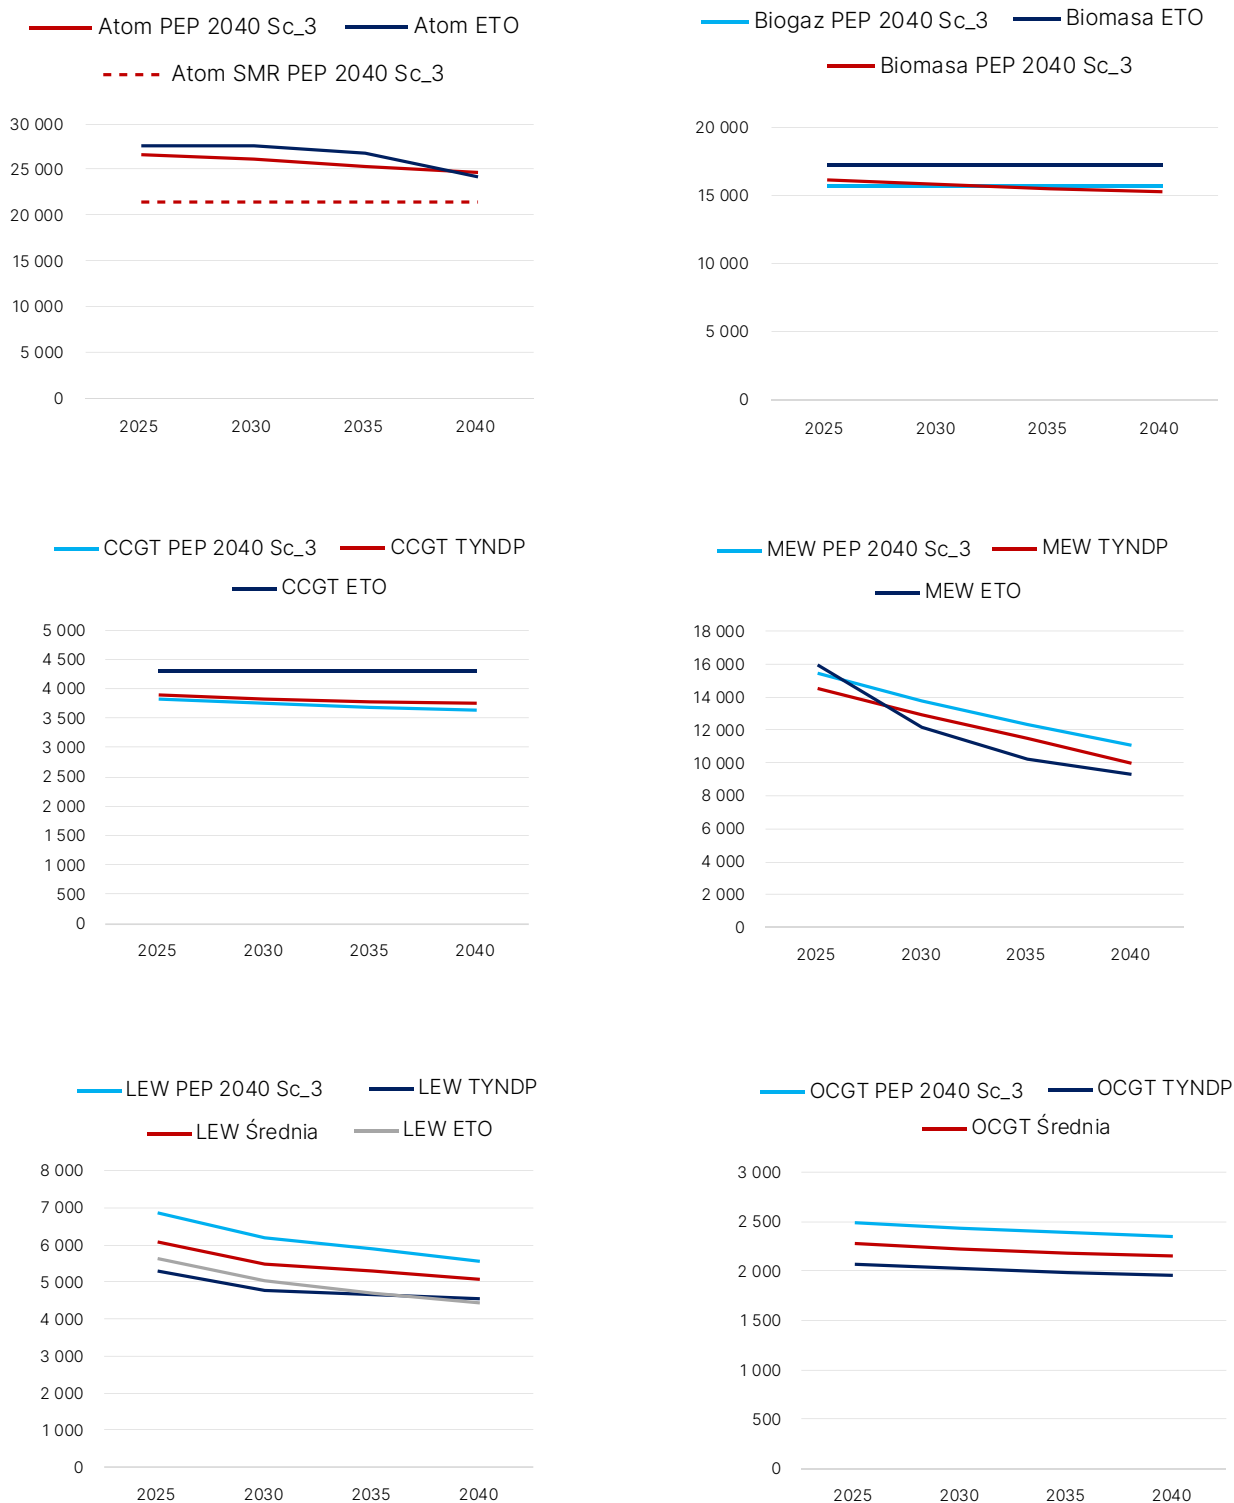 Atom PEP 2040 Sc_3 Atom ETO
Atom SMR PEP 2040 Sc_3
30 000
25 000
20 000
15 000
10 000
5 000
0
2025 2030 2035 2040
Biogaz PEP 2040 Sc_3 Biomasa ETO
Biomasa PEP 2040 Sc_3
20 000
15 000
10 000
5 000
0
2025 2030 2035 2040
CCGT PEP 2040 Sc_3 CCGT TYNDP
CCGT ETO
5 000
4 500
4 000
3 500
3 000
2 500
2 000
1 500
1 000
500
0
2025 2030 2035 2040
MEW PEP 2040 Sc_3 MEW TYNDP
MEW ETO
18 000
16 000
14 000
12 000
10 000
8 000
6 000
4 000
2 000
0
2025 2030 2035 2040
LEW PEP 2040 Sc_3 LEW TYNDP
LEW Średnia LEW ETO
8 000
7 000
6 000
5 000
4 000
3 000
2 000
1 000
0
2025 2030 2035 2040
OCGT PEP 2040 Sc_3 OCGT TYNDP
OCGT Średnia
3 000
2 500
2 000
1 500
1 000
500
0
2025 2030 2035 2040